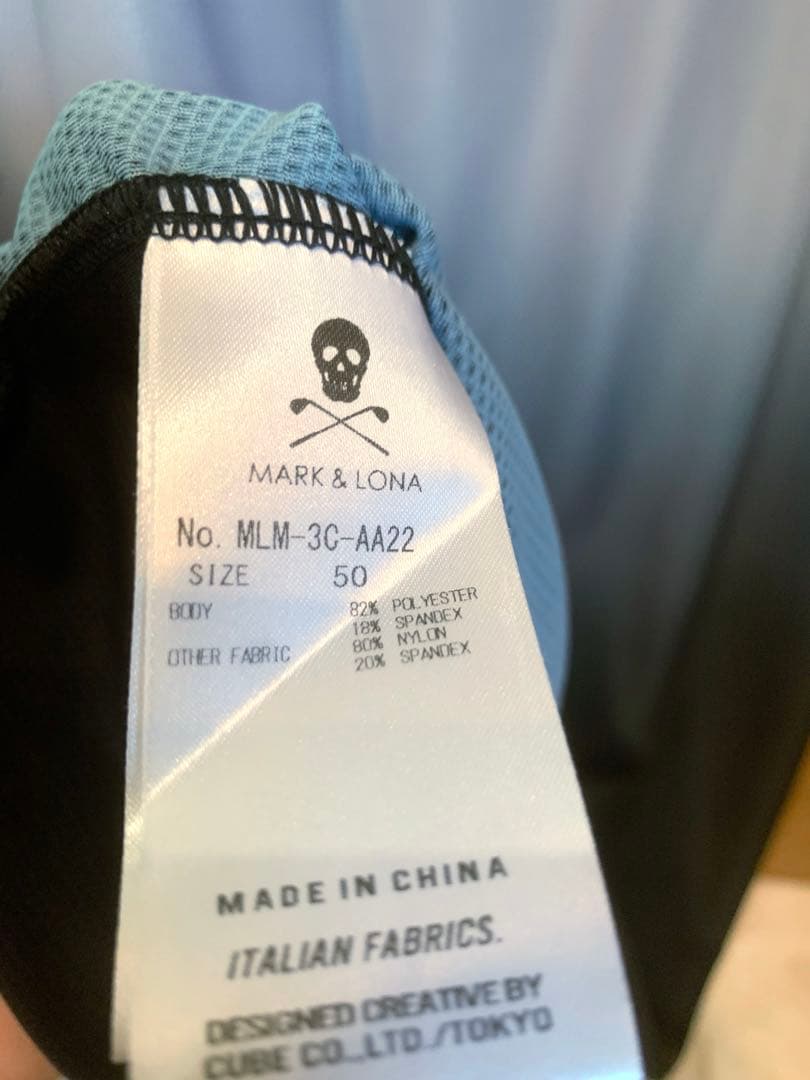 MARK & LONA
No. MLM-3C-AA22
SIZE 50
BODY 82% POLYESTER
18% SPANDEX
OTHER FABRIC 80% NYLON
20% SPANDEX
MADE IN CHINA
ITALIAN FABRICS.
DESIGNED CREATIVE BY
CUBE CO.,LTD./TOKYO